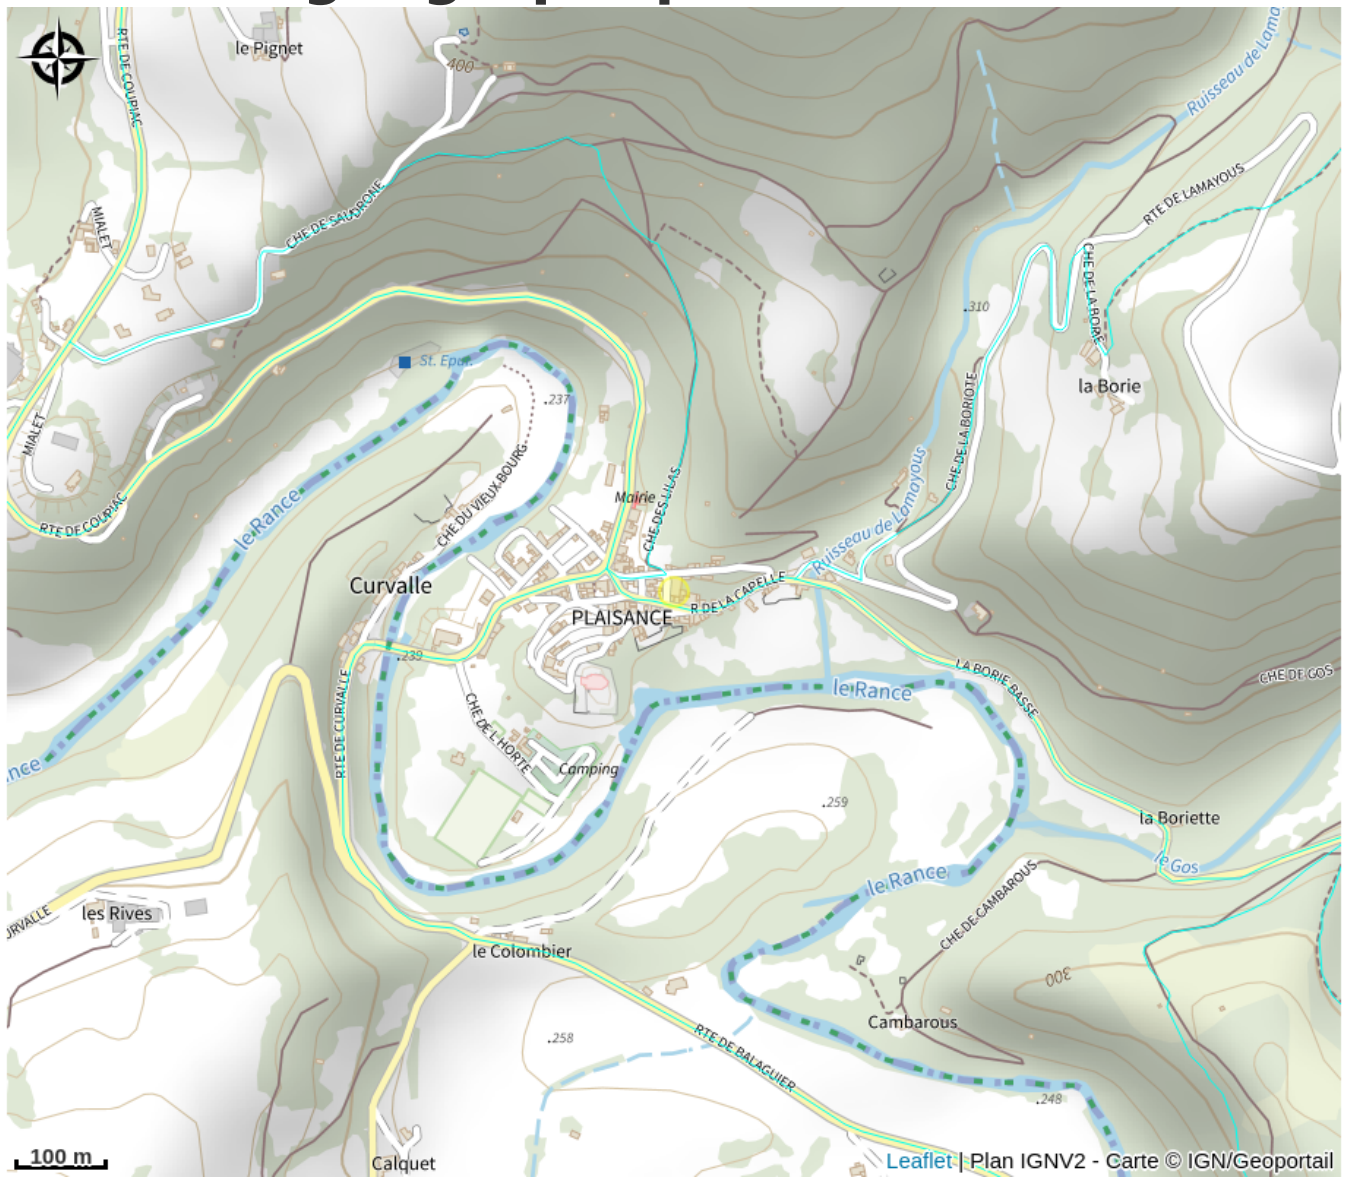 RTE DE COUPIAC
le Pignet
400
Ruisseau de Lama
MIALET
CHE DE SAUDRONE
RTE DE LAMAYOUS
CHE DE LA BORIE
.310
St. Epur.
la Borie
.237
MIALET
CHE DE LA BORIOTE
CHE DU VIEUX-BOURG
Mairie
CHE DES LILAS
le Rance
RTE DE COUPIAC
Ruisseau de Lamayous
Curvalle
R DE LA CAPELLE
PLAISANCE
.239
LA BORIE BASSE
CHE DE GOS
le Rance
RTE DE CURVALLE
CHE DE L'HORTE
nce
Camping
.259
la Boriette
le Gos
le Rance
CHE DE CAMBAROUS
URVALLE
les Rives
le Colombier
300
Cambarous
.258
RTE DE BALAGUIER
.248
Calquet
100 m
Leaflet | Plan IGNV2 - Carte © IGN/Geoportail